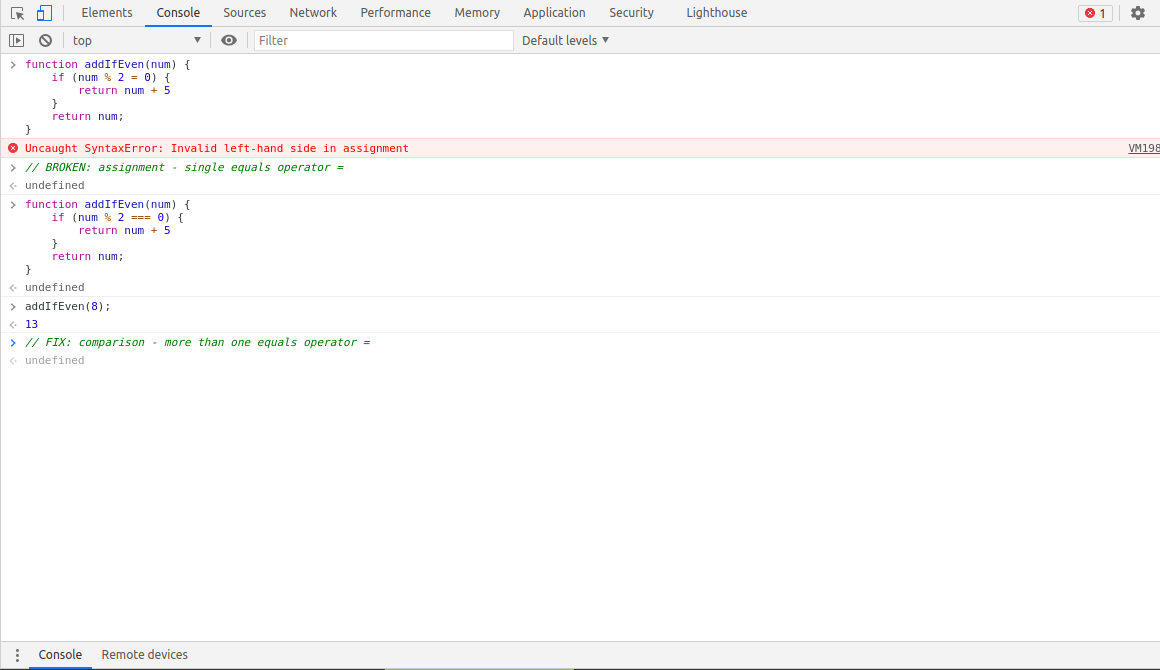 Elements Console Sources Network Performance Memory Application Security Lighthouse 1
top Filter Default levels
function addIfEven(num) {
    if (num % 2 = 0) {
        return num + 5
    }
    return num;
}
Uncaught SyntaxError: Invalid left-hand side in assignment VM198
// BROKEN: assignment - single equals operator =
undefined
function addIfEven(num) {
    if (num % 2 === 0) {
        return num + 5
    }
    return num;
}
undefined
addIfEven(8);
13
// FIX: comparison - more than one equals operator =
undefined
Console Remote devices